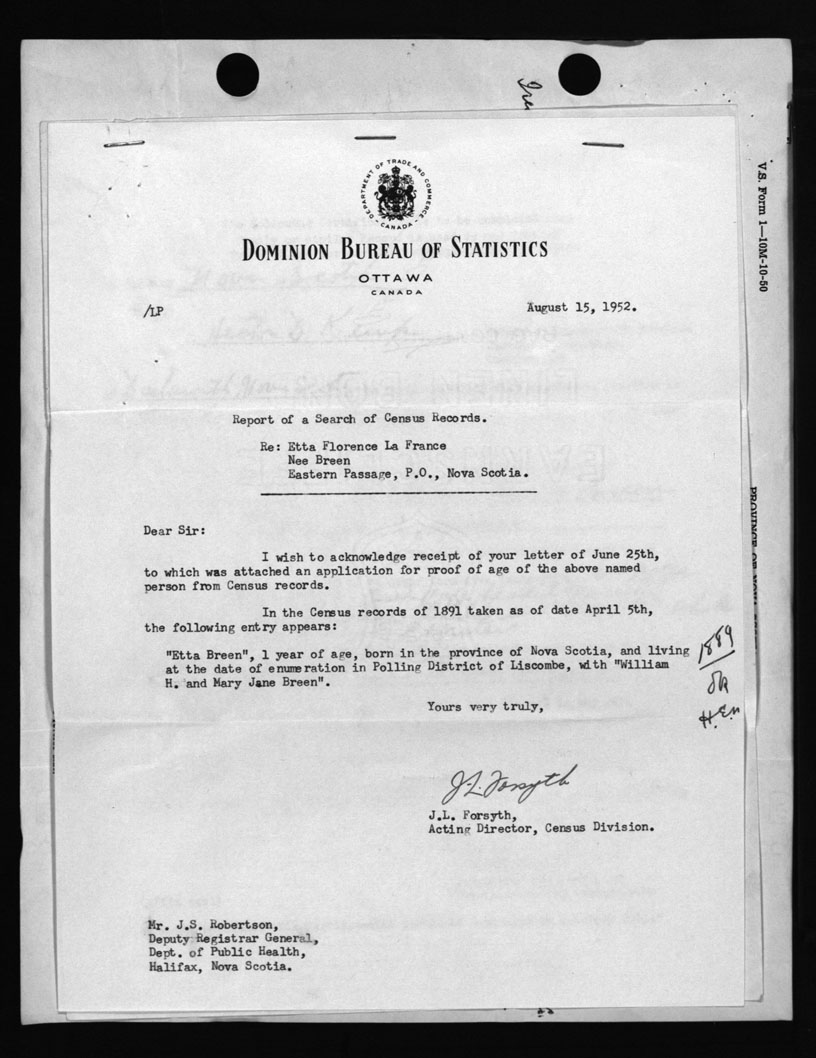 V.S. Form 1—10M-10-50
DEPARTMENT OF TRADE AND COMMERCE
CANADA
DOMINION BUREAU OF STATISTICS
OTTAWA
CANADA
/LP
August 15, 1952.
Report of a Search of Census Records.
Re: Etta Florence La France
Nee Breen
Eastern Passage, P.O., Nova Scotia.
Dear Sir:
I wish to acknowledge receipt of your letter of June 25th,
to which was attached an application for proof of age of the above named
person from Census records.
In the Census records of 1891 taken as of date April 5th,
the following entry appears:
"Etta Breen", 1 year of age, born in the province of Nova Scotia, and living
at the date of enumeration in Polling District of Liscombe, with "William
H. and Mary Jane Breen".
1889
OK
H.E.N
Yours very truly,
J.L. Forsyth
J.L. Forsyth,
Acting Director, Census Division.
Mr. J.S. Robertson,
Deputy Registrar General,
Dept. of Public Health,
Halifax, Nova Scotia.